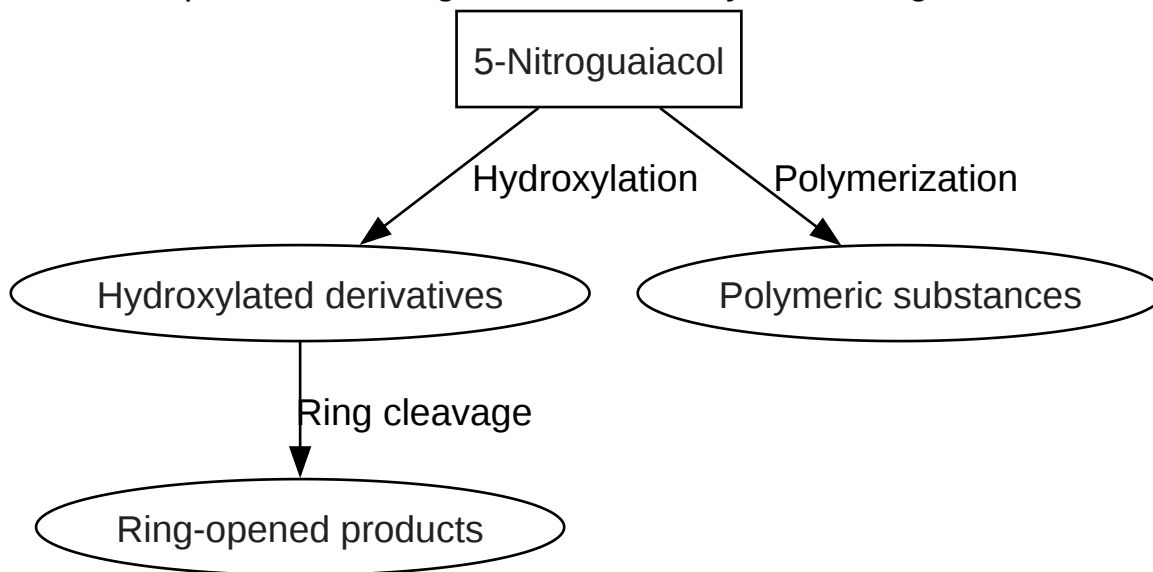 5-Nitroguaiacol
Hydroxylation
Polymerization
Hydroxylated derivatives
Polymeric substances
Ring cleavage
Ring-opened products